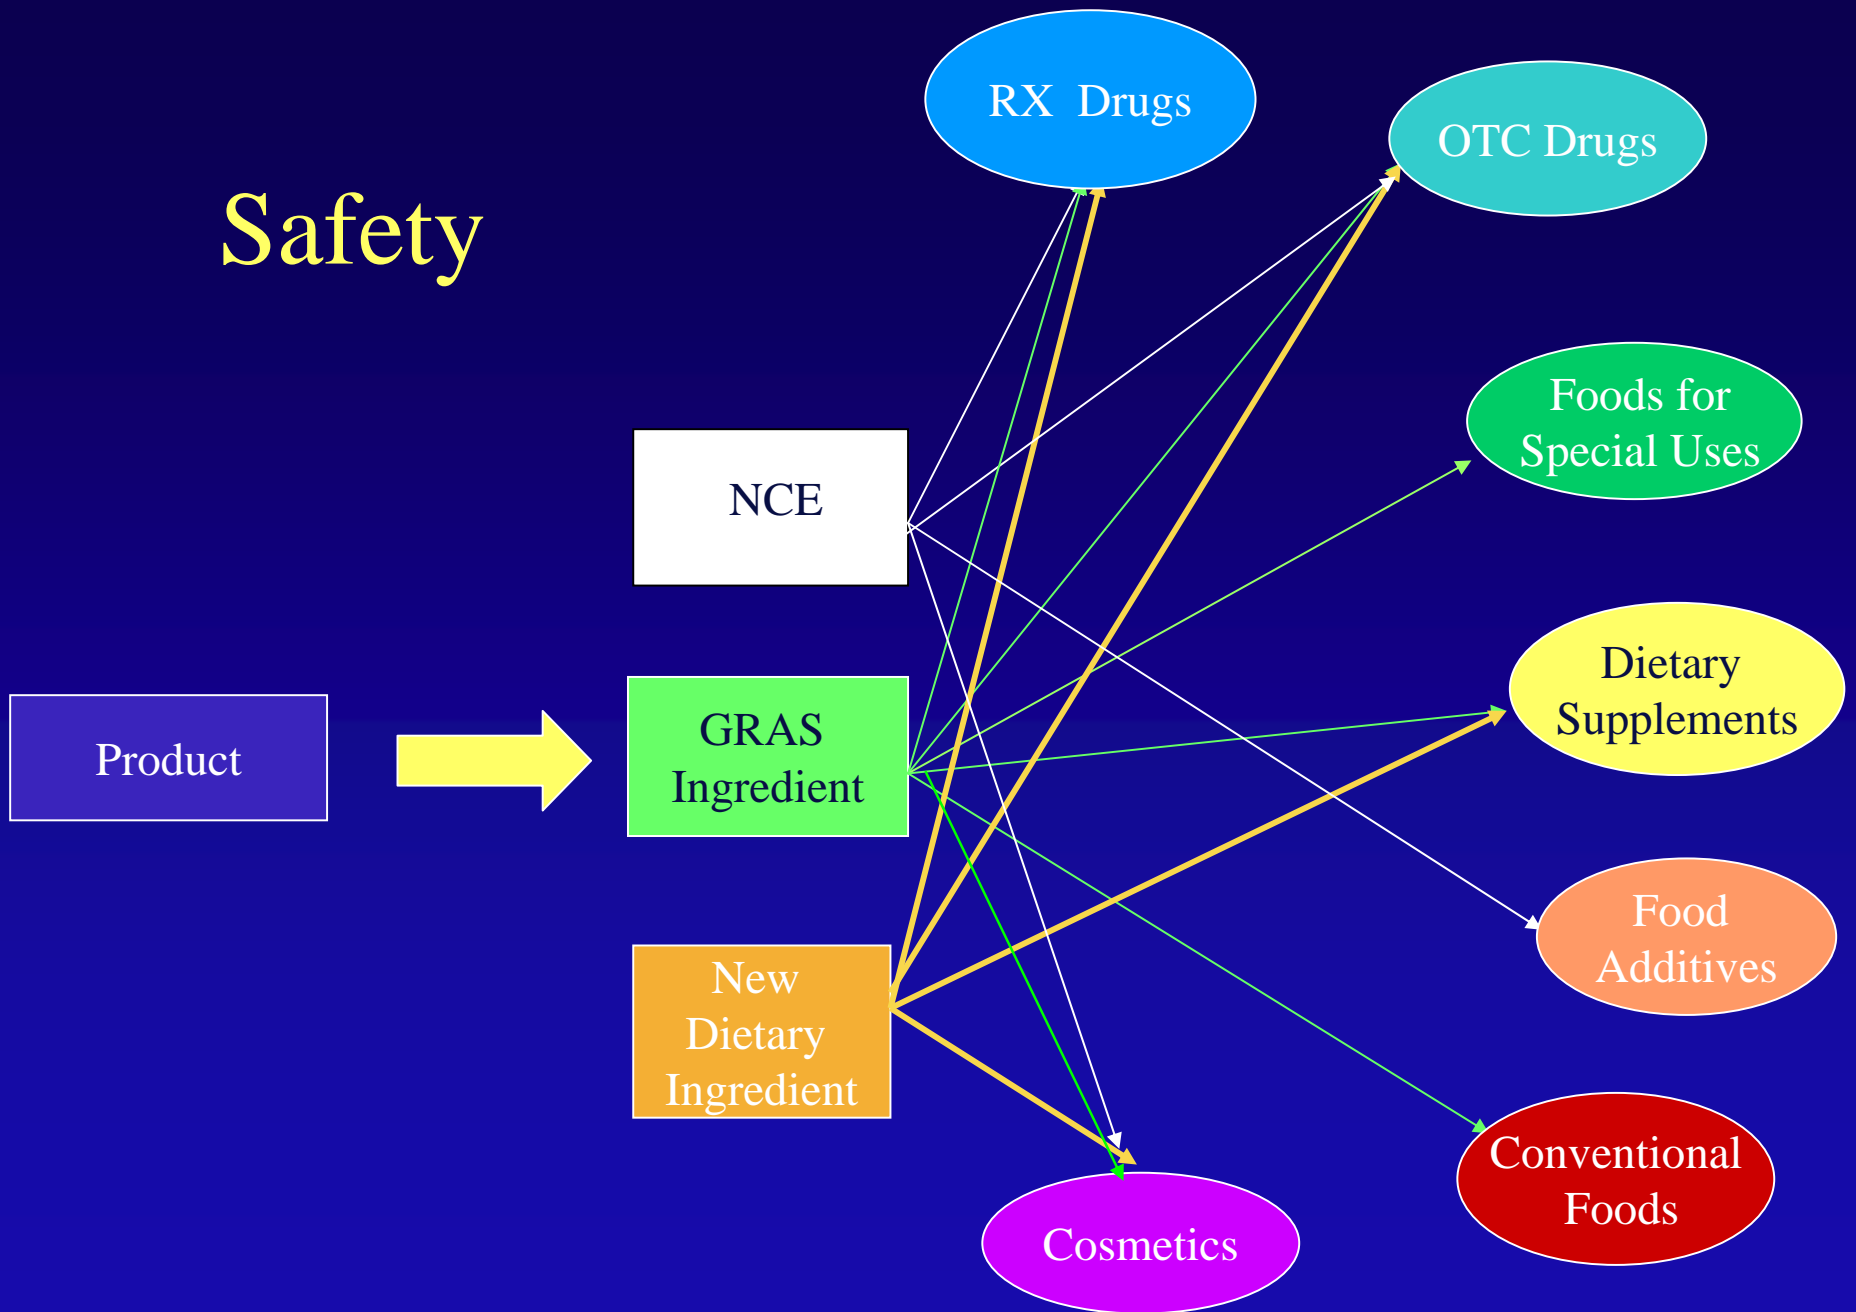 Safety
RX Drugs
OTC Drugs
Foods for
Special Uses
NCE
Dietary
Supplements
Product
GRAS
Ingredient
Food
Additives
New
Dietary
Ingredient
Conventional
Foods
Cosmetics